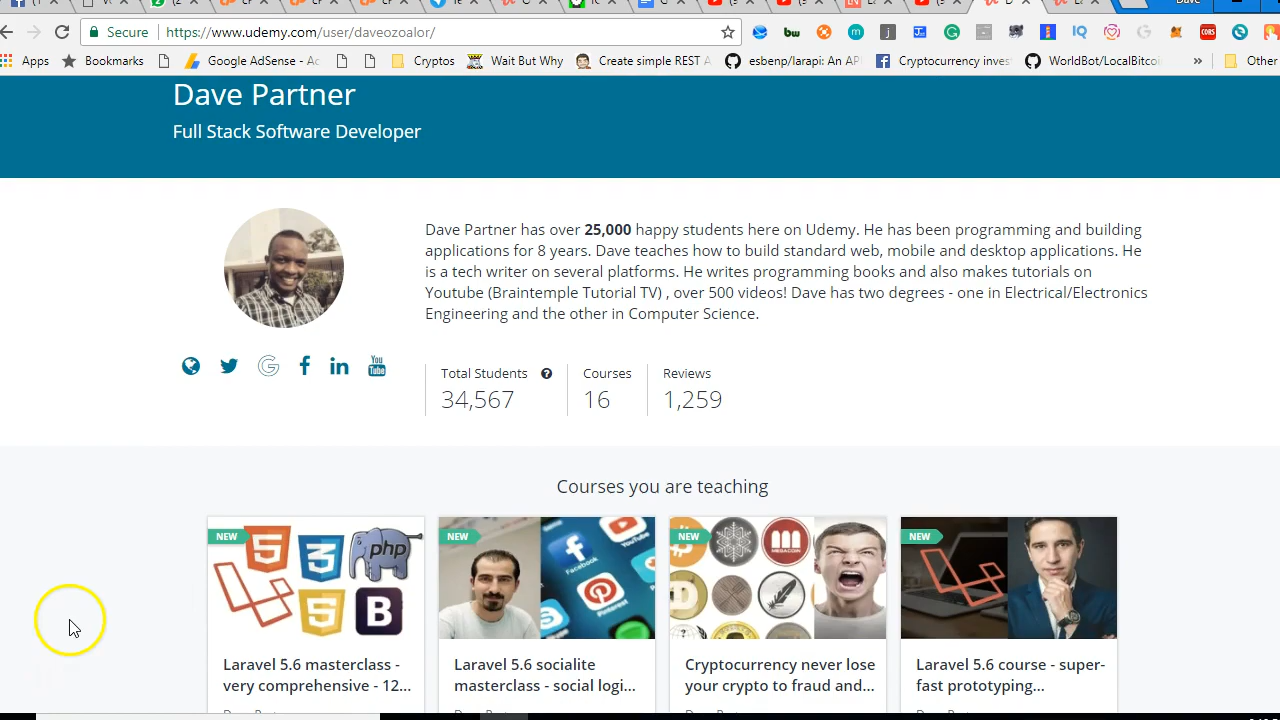 Dave
Secure
https://www.udemy.com/user/daveozoalor/
Apps
Bookmarks
Google AdSense - Ac
Cryptos
Wait But Why
Create simple REST A
esbenp/larapi: An API
Cryptocurrency inves
WorldBot/LocalBitcoi
»
Other
Dave Partner
Full Stack Software Developer
Dave Partner has over 25,000 happy students here on Udemy. He has been programming and building
applications for 8 years. Dave teaches how to build standard web, mobile and desktop applications. He
is a tech writer on several platforms. He writes programming books and also makes tutorials on
Youtube (Braintemple Tutorial TV) , over 500 videos! Dave has two degrees - one in Electrical/Electronics
Engineering and the other in Computer Science.
Total Students
Courses
Reviews
34,567
16
1,259
Courses you are teaching
NEW
NEW
NEW
NEW
php
Laravel 5.6 masterclass -
very comprehensive - 12...
Laravel 5.6 socialite
masterclass - social logi...
Cryptocurrency never lose
your crypto to fraud and...
Laravel 5.6 course - super-
fast prototyping...